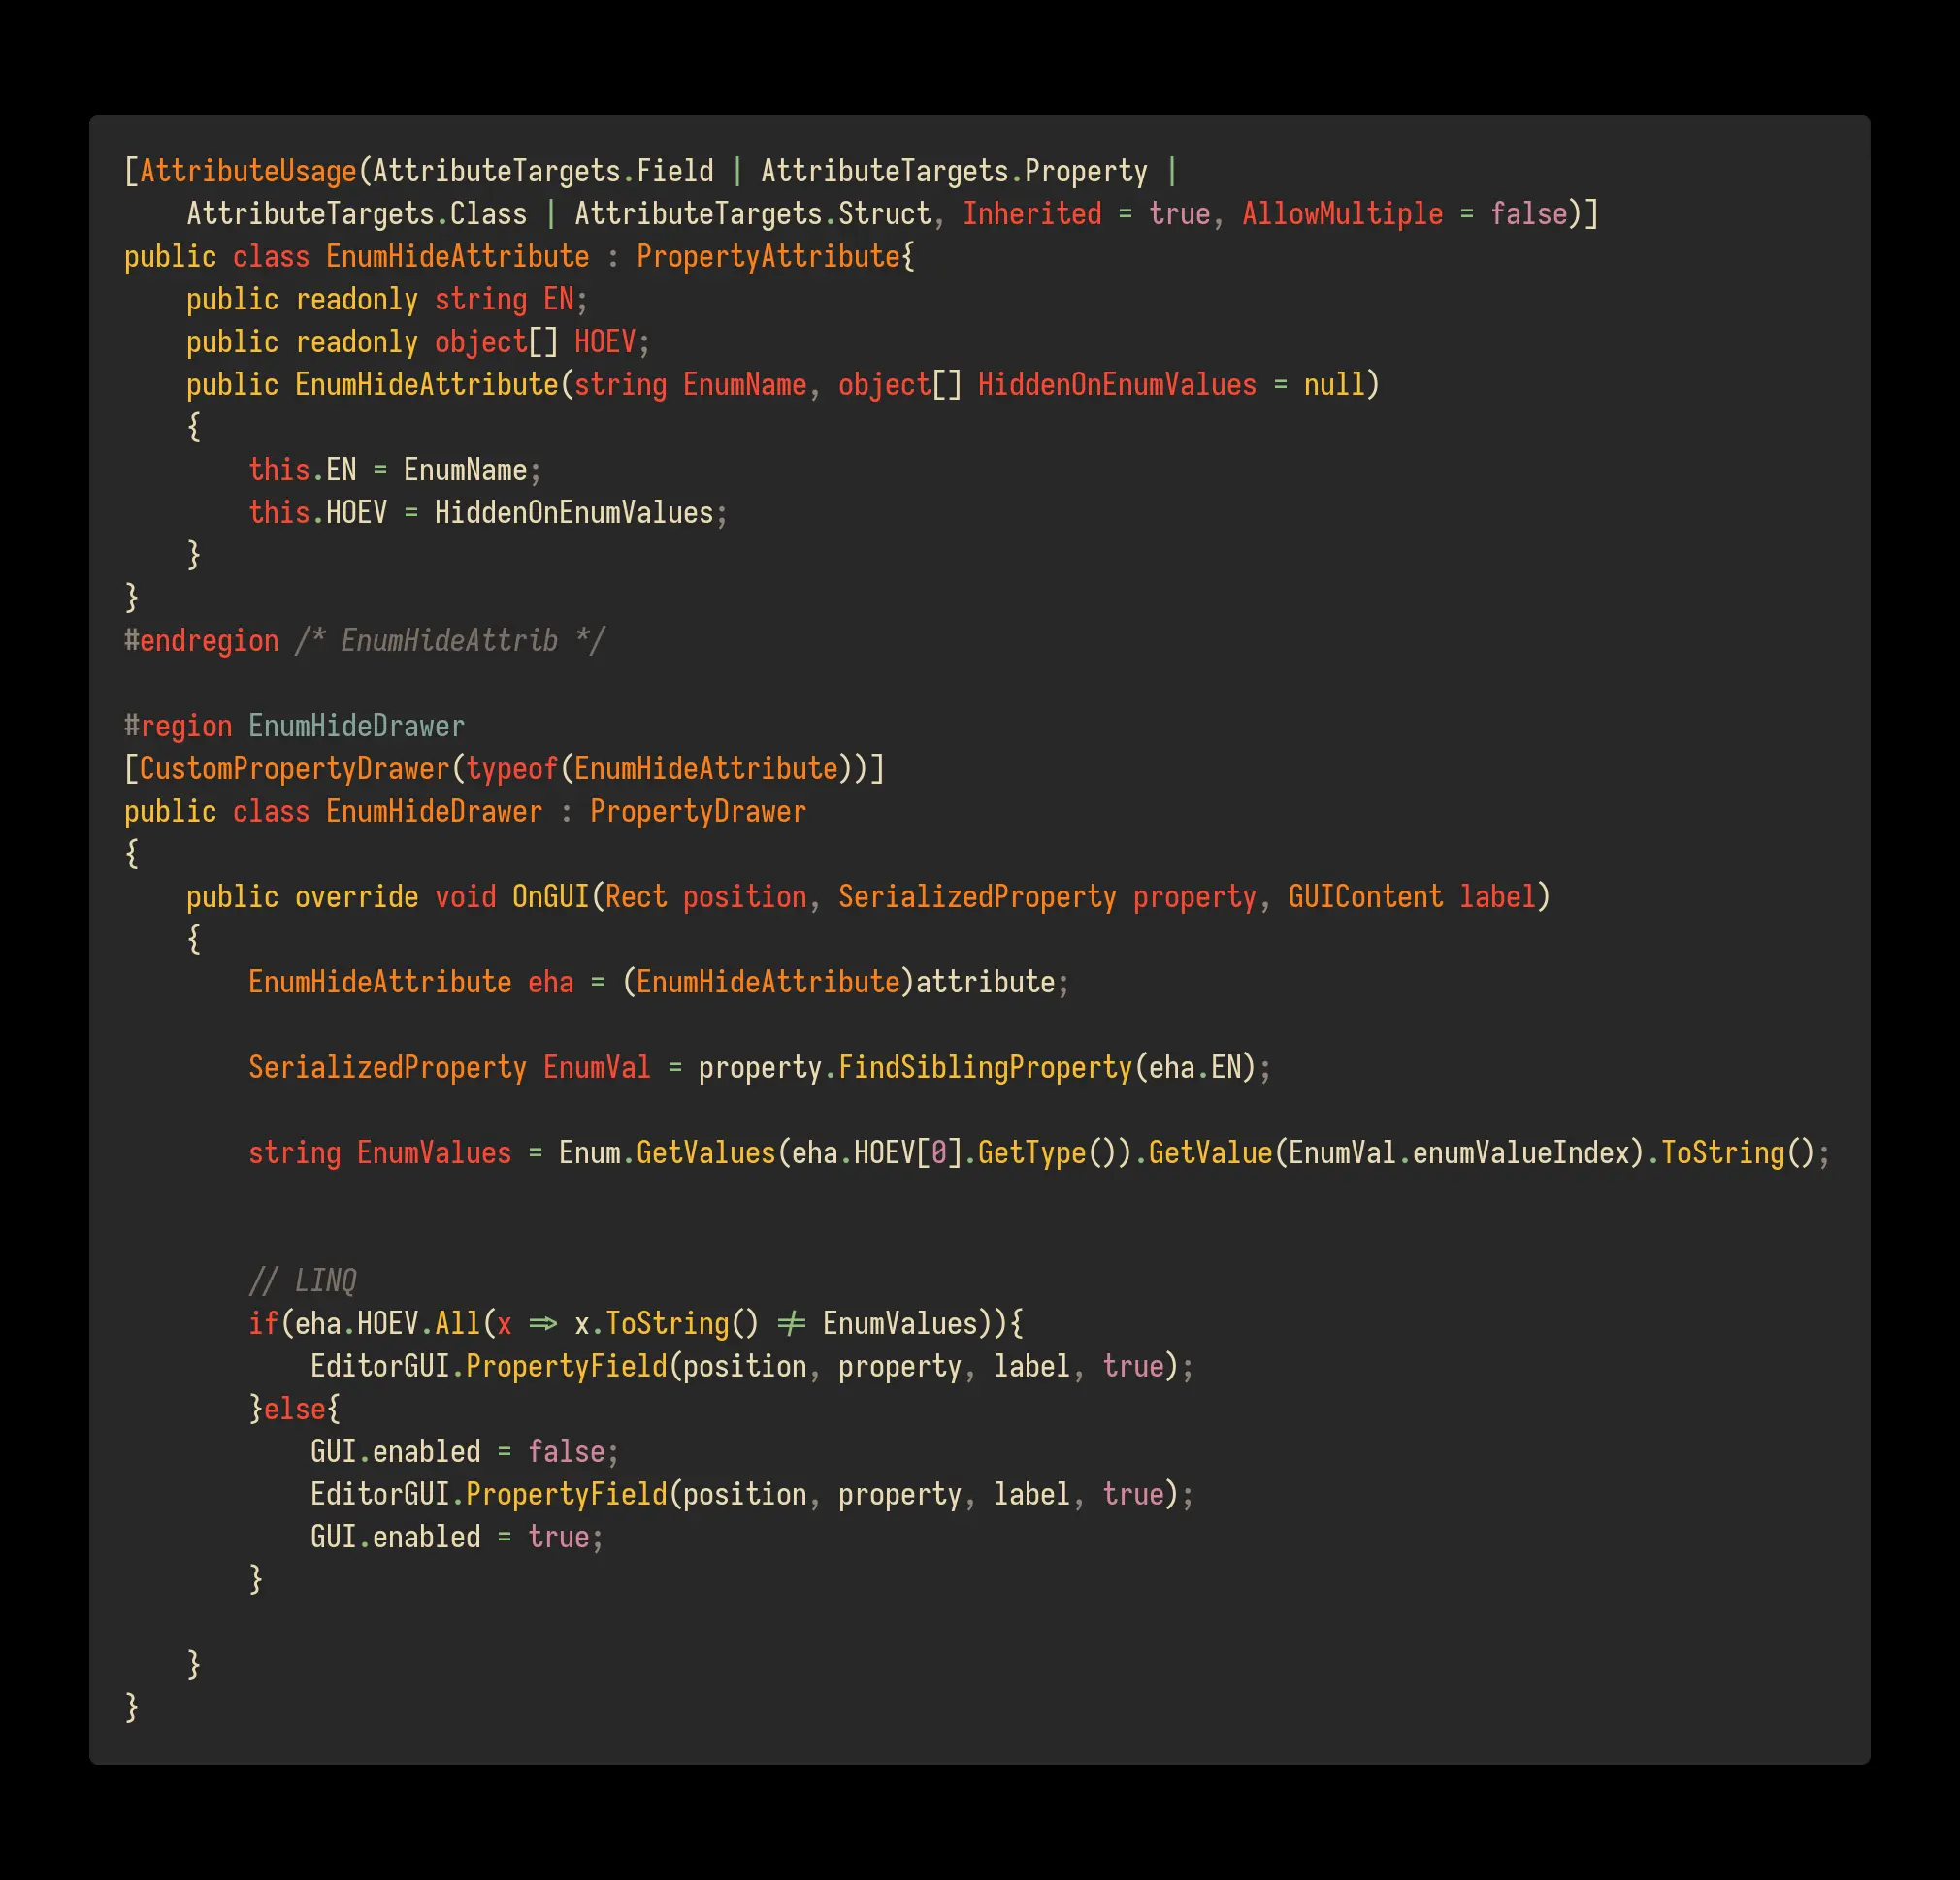 [AttributeUsage(AttributeTargets.Field | AttributeTargets.Property |
    AttributeTargets.Class | AttributeTargets.Struct, Inherited = true, AllowMultiple = false)]
public class EnumHideAttribute : PropertyAttribute{
    public readonly string EN;
    public readonly object[] HOEV;
    public EnumHideAttribute(string EnumName, object[] HiddenOnEnumValues = null)
    {
        this.EN = EnumName;
        this.HOEV = HiddenOnEnumValues;
    }
}
#endregion /* EnumHideAttrib */

#region EnumHideDrawer
[CustomPropertyDrawer(typeof(EnumHideAttribute))]
public class EnumHideDrawer : PropertyDrawer
{
    public override void OnGUI(Rect position, SerializedProperty property, GUIContent label)
    {
        EnumHideAttribute eha = (EnumHideAttribute)attribute;

        SerializedProperty EnumVal = property.FindSiblingProperty(eha.EN);

        string EnumValues = Enum.GetValues(eha.HOEV[0].GetType()).GetValue(EnumVal.enumValueIndex).ToString();


        // LINQ
        if(eha.HOEV.All(x => x.ToString() != EnumValues)){
            EditorGUI.PropertyField(position, property, label, true);
        }else{
            GUI.enabled = false;
            EditorGUI.PropertyField(position, property, label, true);
            GUI.enabled = true;
        }

    }
}